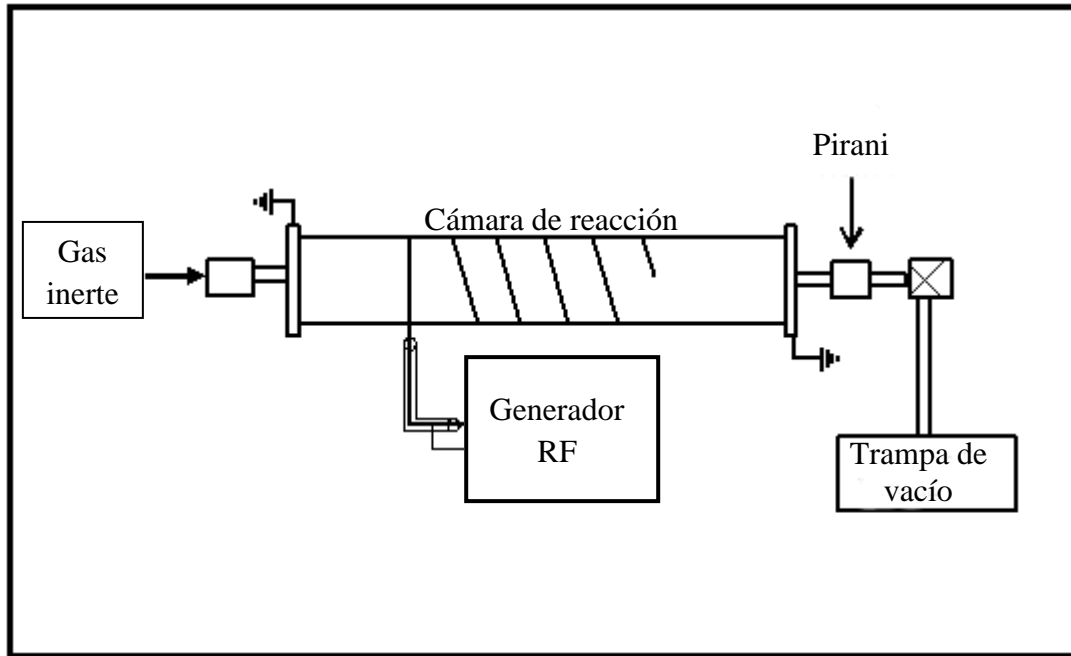 Pirani
Cámara de reacción
Gas
inerte
Generador
RF
Trampa de
vacío